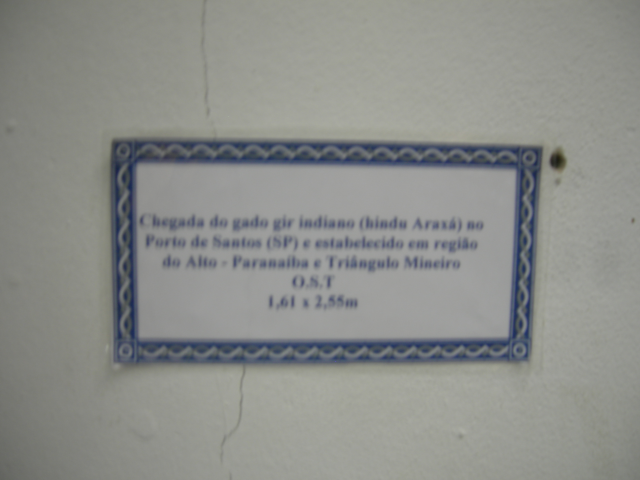 Chegada do gado gir indiano (hindu Araxá) no
Porto de Santos (SP) e estabelecido em região
do Alto - Paranaíba e Triângulo Mineiro
O.S.T
1,61 x 2,55m